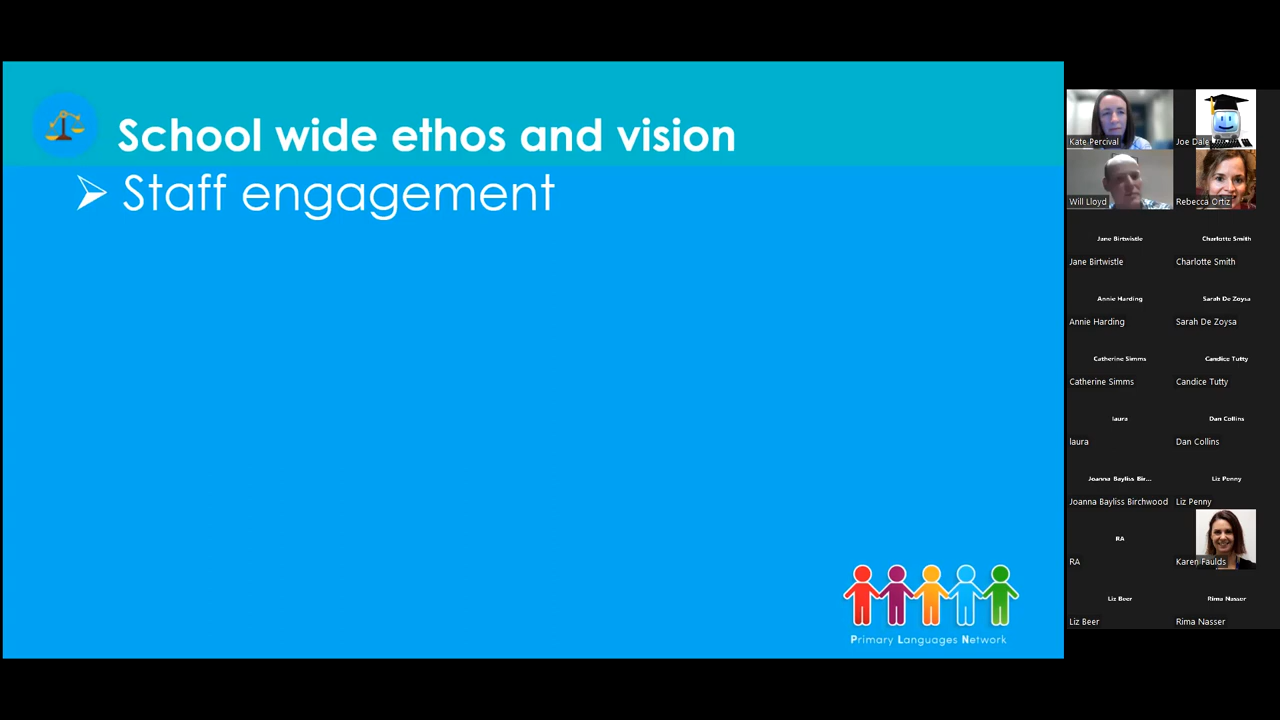 School wide ethos and vision
Staff engagement
Primary Languages Network
Kate Percival
Joe Dale
Will Lloyd
Rebecca Ortiz
Jane Birtwistle
Charlotte Smith
Jane Birtwistle
Charlotte Smith
Annie Harding
Sarah De Zoysa
Annie Harding
Sarah De Zoysa
Catherine Simms
Candice Tutty
Catherine Simms
Candice Tutty
laura
Dan Collins
laura
Dan Collins
Joanna Bayliss Bir...
Liz Penny
Joanna Bayliss Birchwood
Liz Penny
RA
RA
Karen Faulds
Liz Beer
Rima Nasser
Liz Beer
Rima Nasser